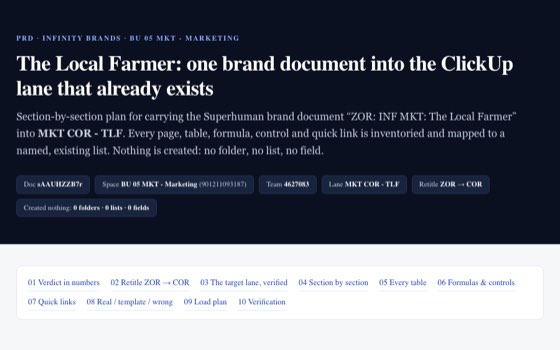 PRD · INFINITY BRANDS · BU 05 MKT - MARKETING
The Local Farmer: one brand document into the ClickUp
lane that already exists
Section-by-section plan for carrying the Superhuman brand document “ZOR: INF MKT: The Local Farmer”
into MKT COR - TLF. Every page, table, formula, control and quick link is inventoried and mapped to a
named, existing list. Nothing is created: no folder, no list, no field.
Doc sAAUHZZB7r Space BU 05 MKT - Marketing (901211093187) Team 4627083 Lane MKT COR - TLF Retitle ZOR → COR
Created nothing: 0 folders · 0 lists · 0 fields
01 Verdict in numbers 02 Retitle ZOR → COR 03 The target lane, verified 04 Section by section 05 Every table 06 Formulas & controls
07 Quick links 08 Real / template / wrong 09 Load plan 10 Verification